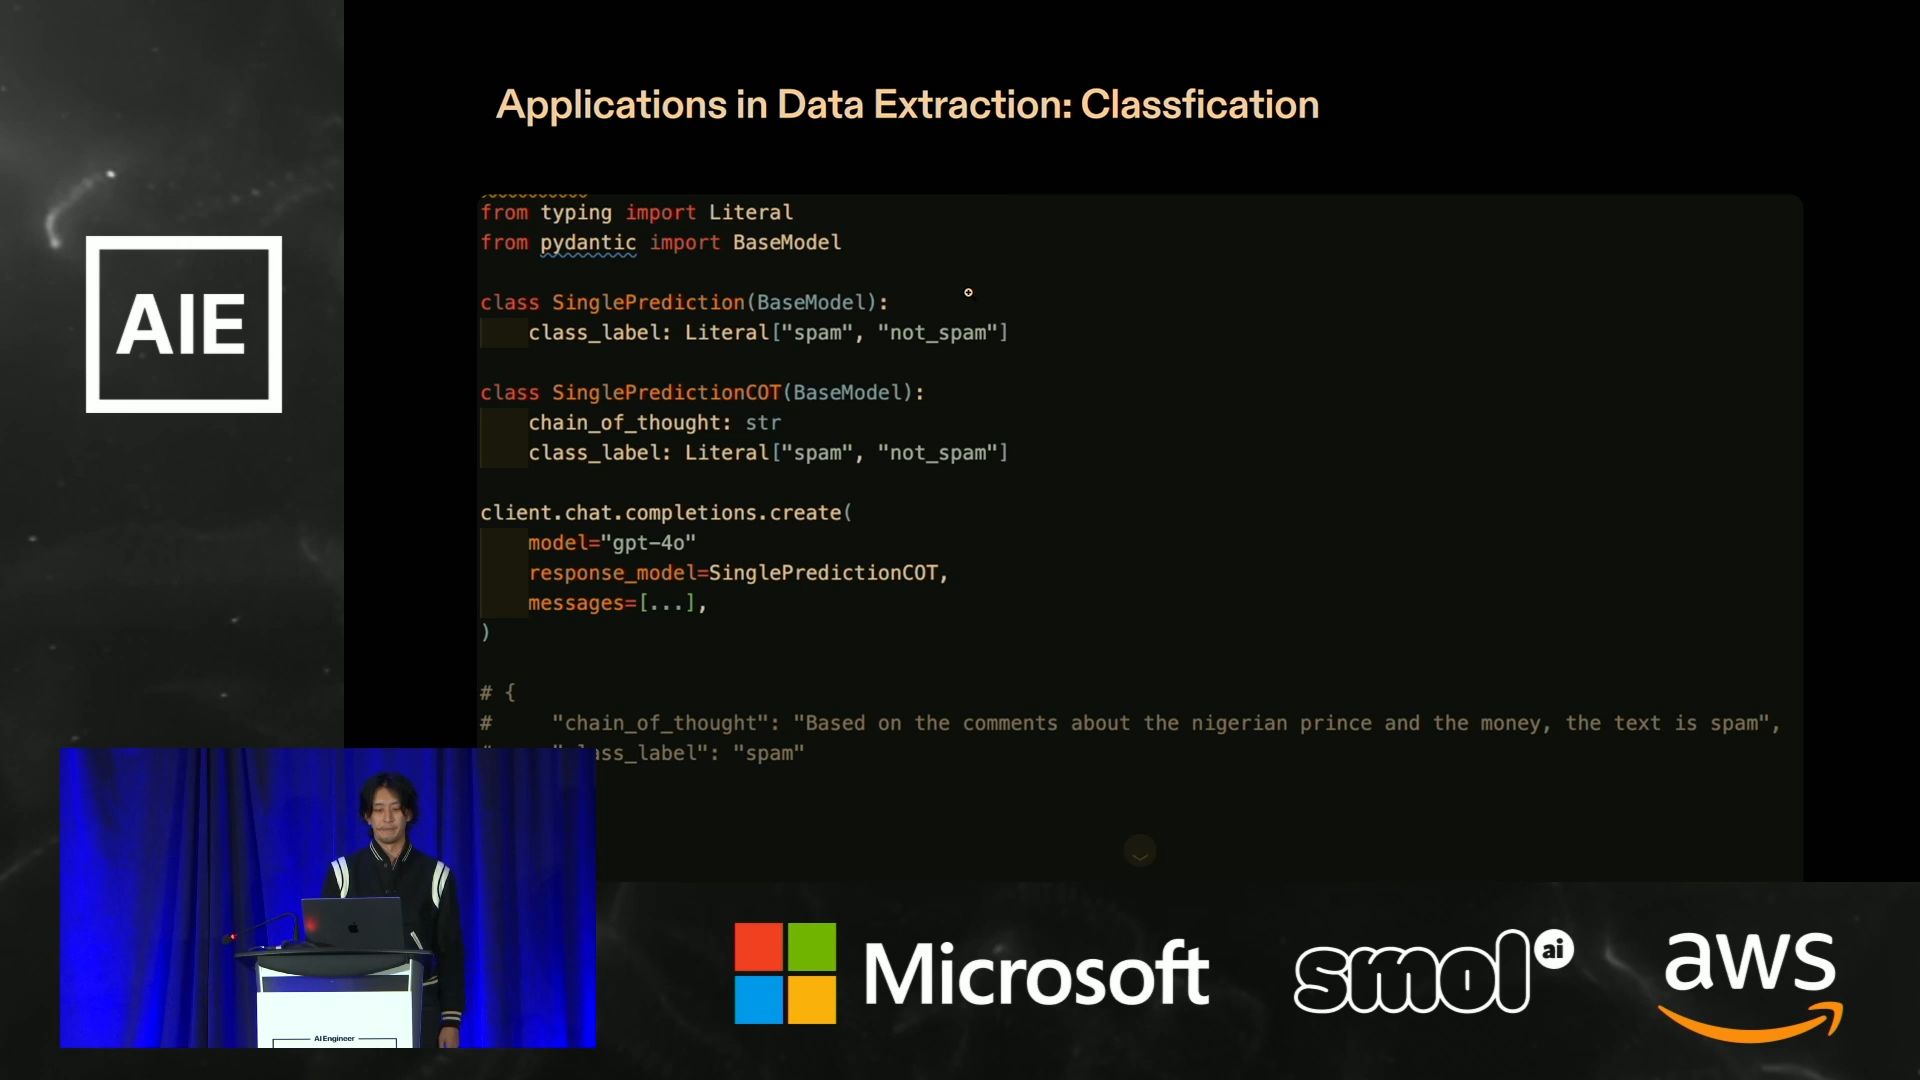 Applications in Data Extraction: Classfication
AIE
from typing import Literal
from pydantic import BaseModel
class SinglePrediction(BaseModel):
class_label: Literal["spam", "not_spam"]
class SinglePredictionCOT(BaseModel):
chain_of_thought: str
class_label: Literal["spam", "not_spam"]
client.chat.completions.create(
model="gpt-4o"
response_model=SinglePredictionCOT,
messages=[...],
)
# {
# "chain_of_thought": "Based on the comments about the nigerian prince and the money, the text is spam",
ass_label": "spam"
AI Engineer
Microsoft
smol ai
aws